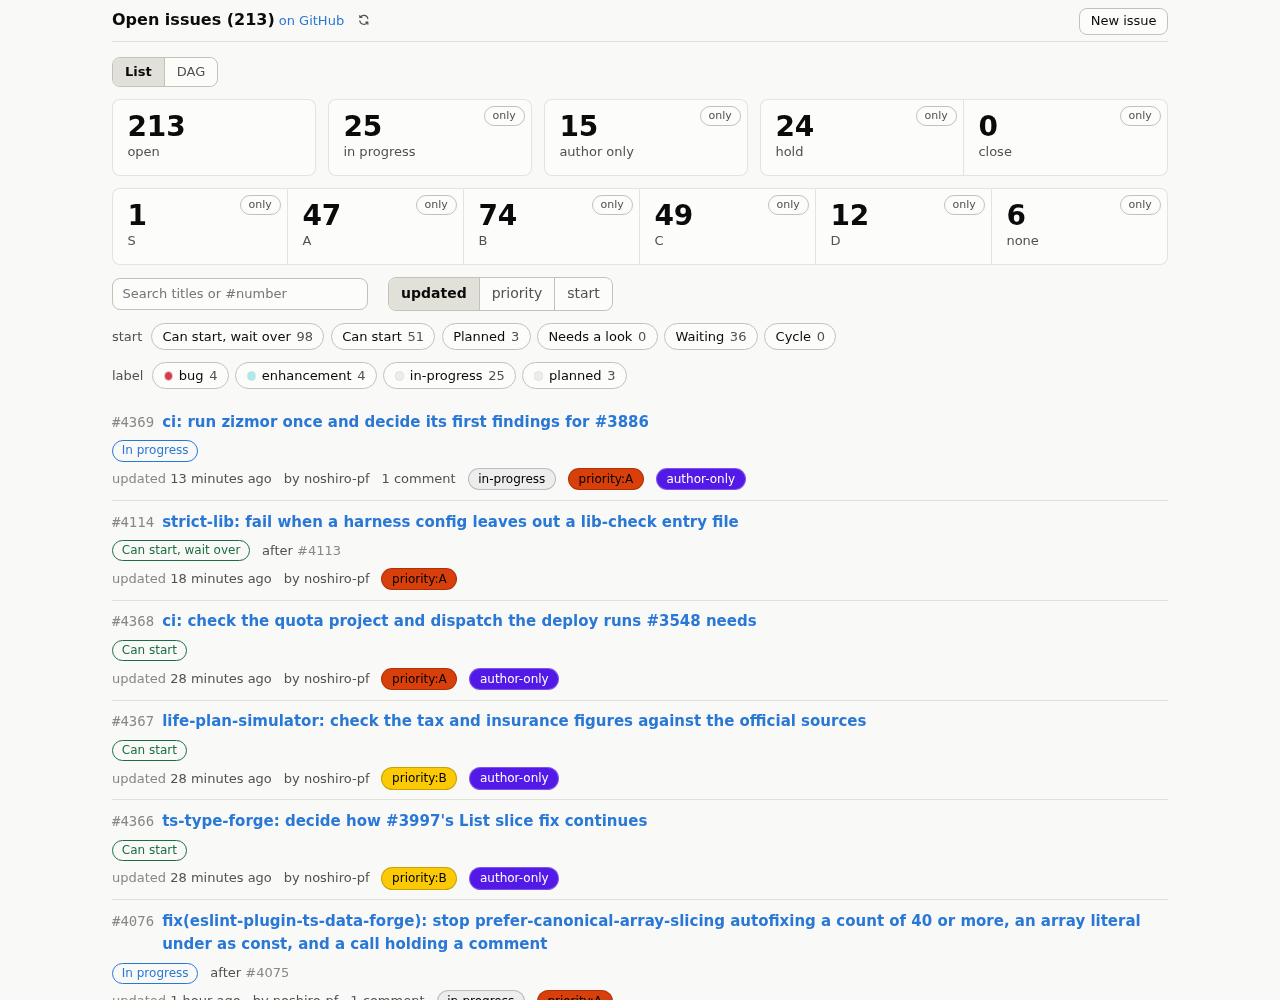 Open issues (213) on GitHub
New issue
List DAG
213 open
25 in progress only
15 author only only
24 hold only
0 close only
1 S only
47 A only
74 B only
49 C only
12 D only
6 none only
Search titles or #number
updated priority start
start Can start, wait over 98 Can start 51 Planned 3 Needs a look 0 Waiting 36 Cycle 0
label bug 4 enhancement 4 in-progress 25 planned 3
#4369 ci: run zizmor once and decide its first findings for #3886
In progress
updated 13 minutes ago by noshiro-pf 1 comment in-progress priority:A author-only
#4114 strict-lib: fail when a harness config leaves out a lib-check entry file
Can start, wait over after #4113
updated 18 minutes ago by noshiro-pf priority:A
#4368 ci: check the quota project and dispatch the deploy runs #3548 needs
Can start
updated 28 minutes ago by noshiro-pf priority:A author-only
#4367 life-plan-simulator: check the tax and insurance figures against the official sources
Can start
updated 28 minutes ago by noshiro-pf priority:B author-only
#4366 ts-type-forge: decide how #3997's List slice fix continues
Can start
updated 28 minutes ago by noshiro-pf priority:B author-only
#4076 fix(eslint-plugin-ts-data-forge): stop prefer-canonical-array-slicing autofixing a count of 40 or more, an array literal
under as const, and a call holding a comment
In progress after #4075
updated 1 hour ago by noshiro-pf 1 comment in-progress priority:A